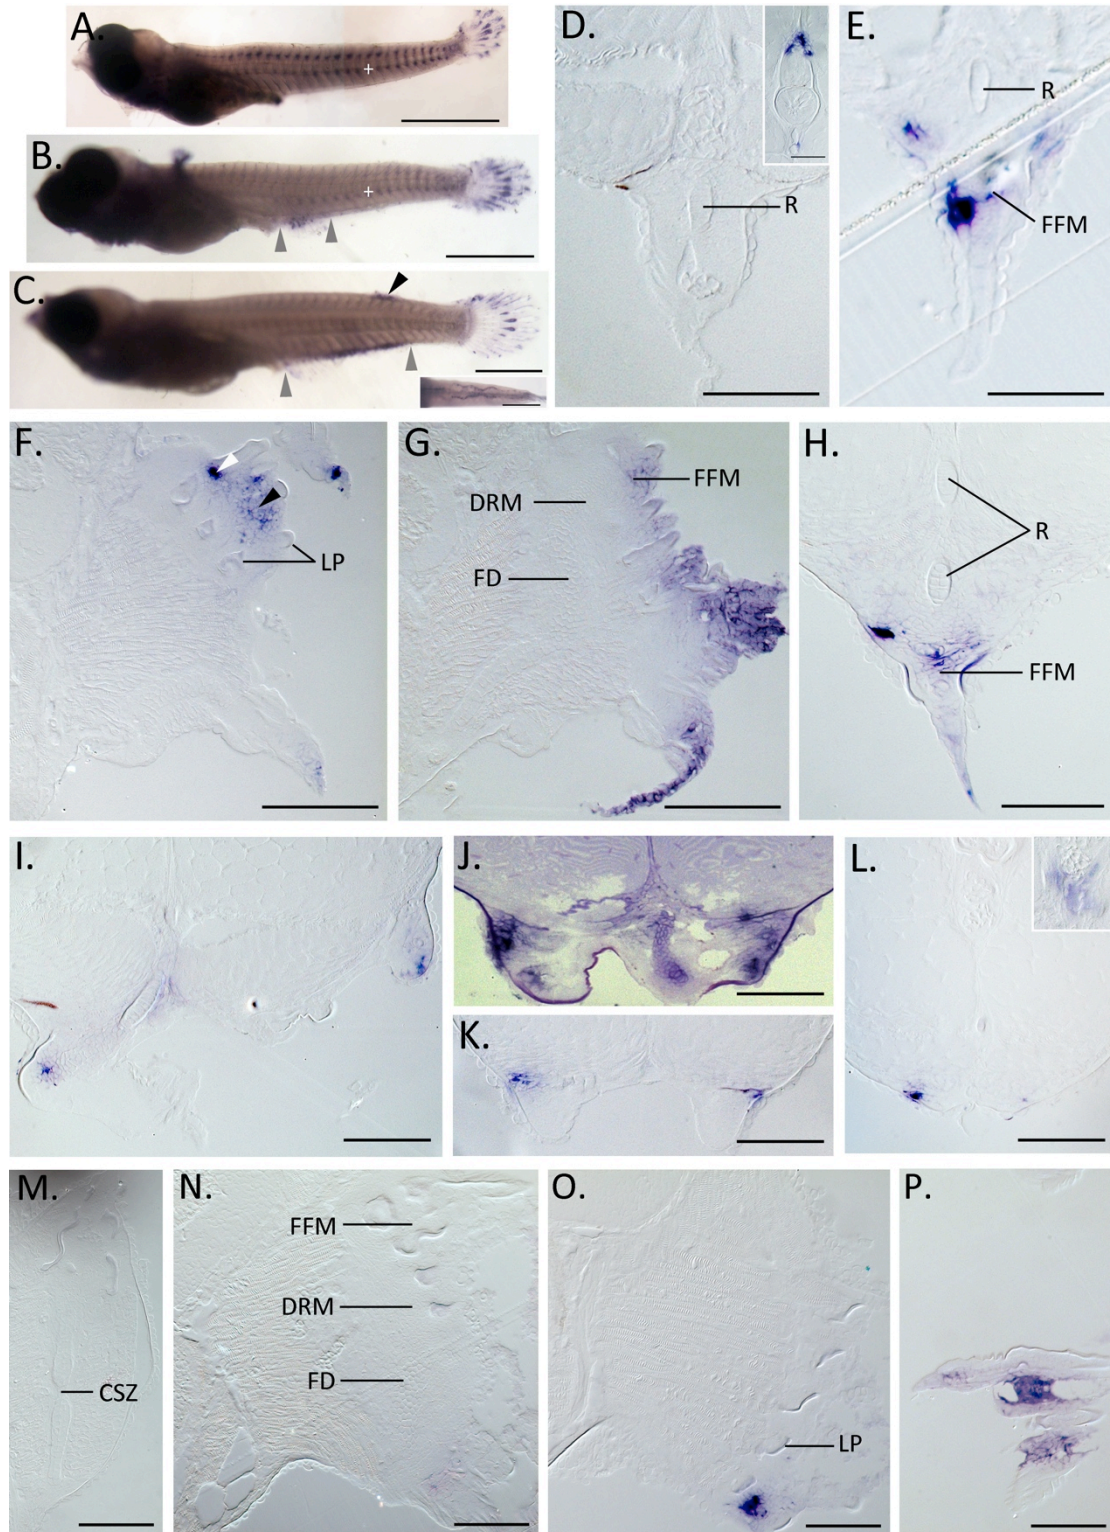 A.
B.
C.
D.
R
E.
R
FFM
F.
LP
G.
FFM
DRM
FD
H.
R
FFM
I.
J.
K.
L.
M.
CSZ
N.
FFM
DRM
FD
O.
LP
P.